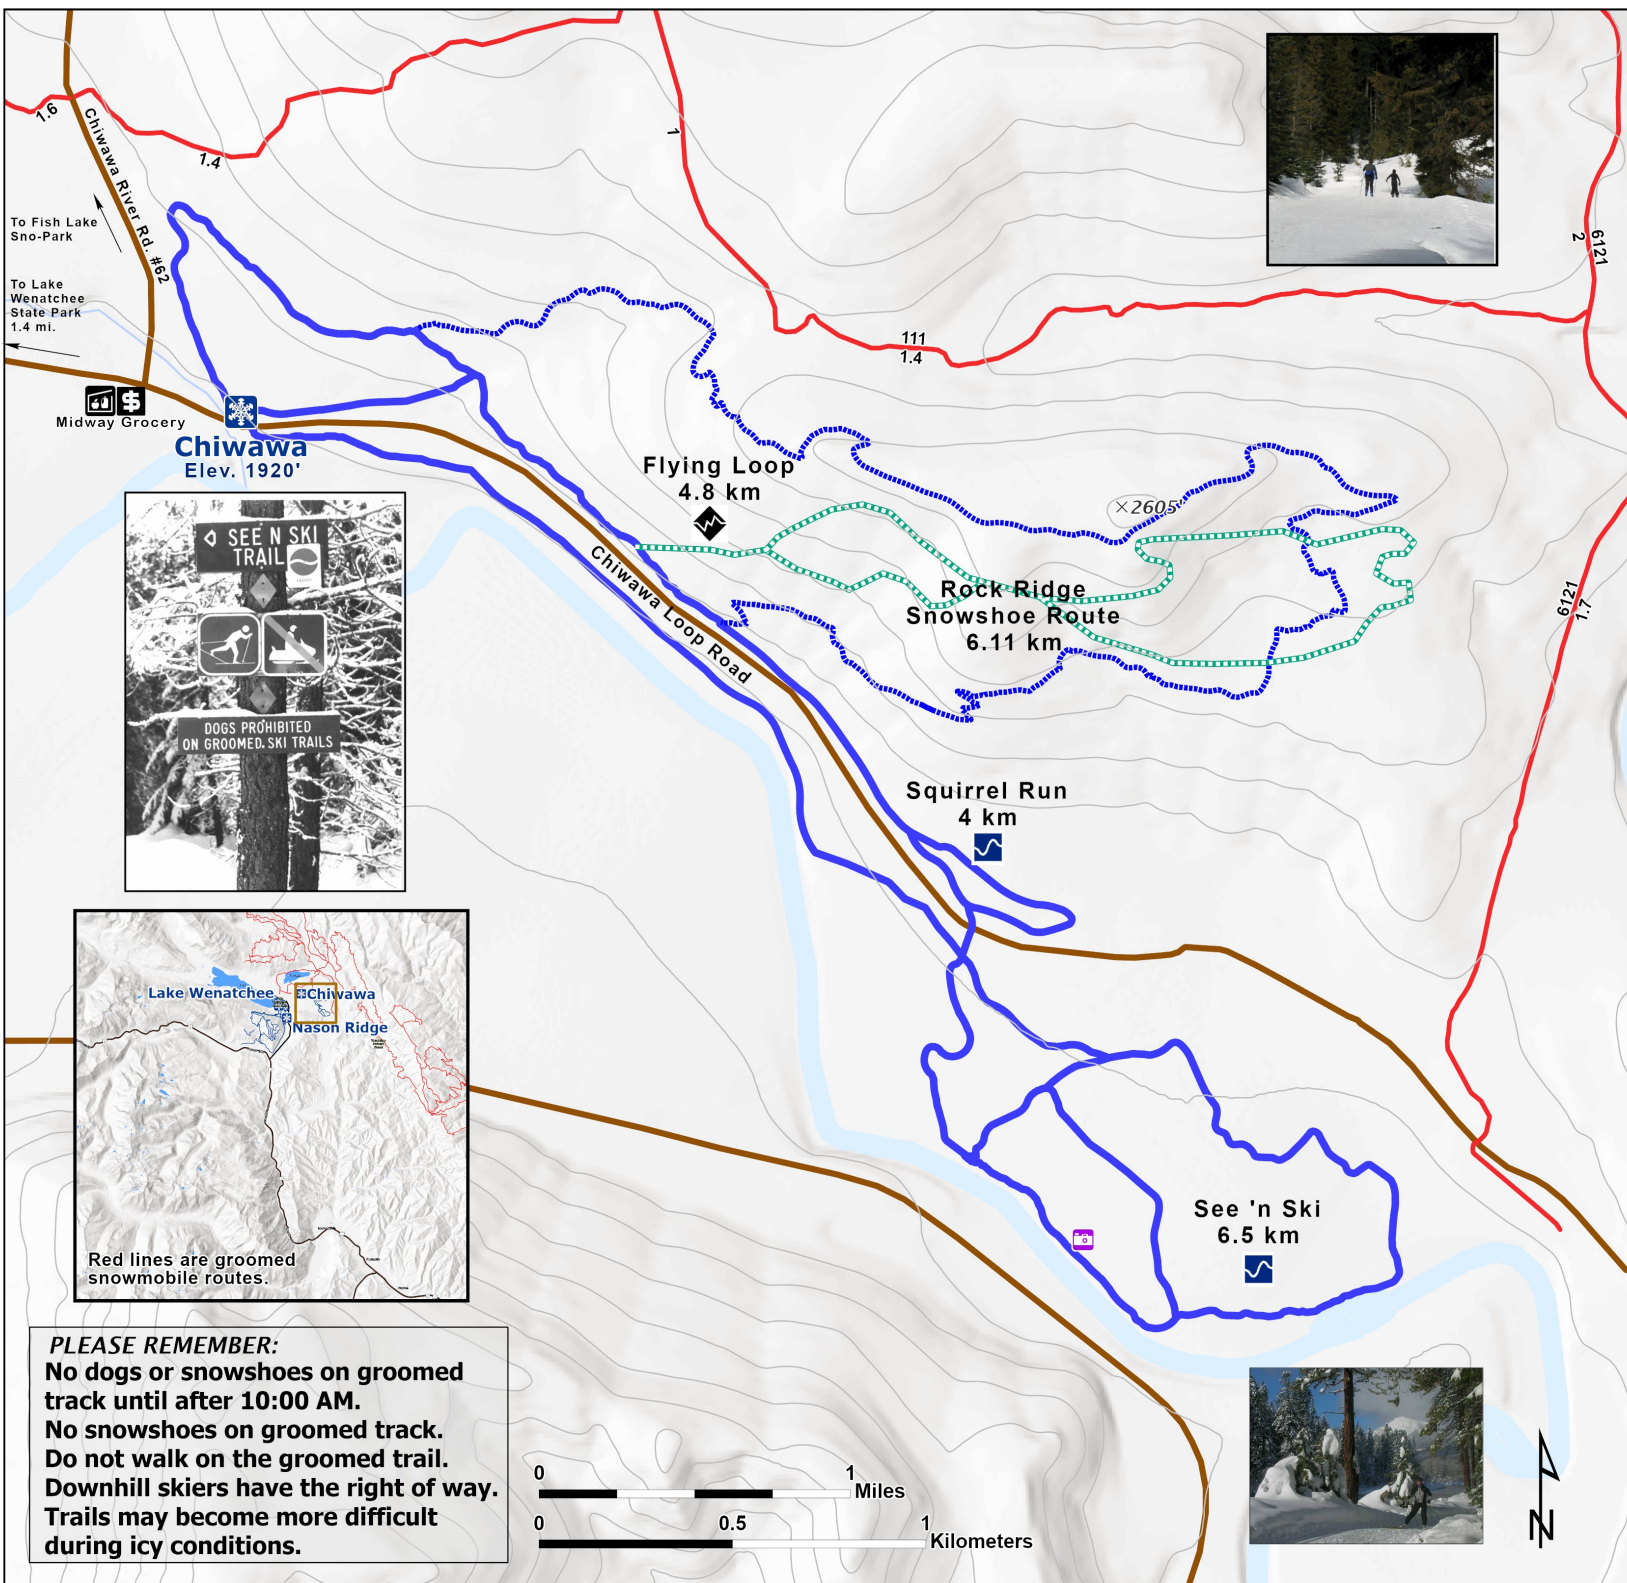 1.6
Chiwawa River Rd. #62
1.4
1
To Fish Lake
Sno-Park
To Lake
Wenatchee
State Park
1.4 mi.
6121
2
111
1.4
Midway Grocery
Chiwawa
Elev. 1920'
Flying Loop
4.8 km
×2605'
Chiwawa Loop Road
Rock Ridge
Snowshoe Route
6.11 km
6121
1.7
SEE N SKI
TRAIL
DOGS PROHIBITED
ON GROOMED SKI TRAILS
Squirrel Run
4 km
Lake Wenatchee
Chiwawa
Nason Ridge
Red lines are groomed
snowmobile routes.
See 'n Ski
6.5 km
PLEASE REMEMBER:
No dogs or snowshoes on groomed
track until after 10:00 AM.
No snowshoes on groomed track.
Do not walk on the groomed trail.
Downhill skiers have the right of way.
Trails may become more difficult
during icy conditions.
0 1
Miles
0 0.5 1
Kilometers
N